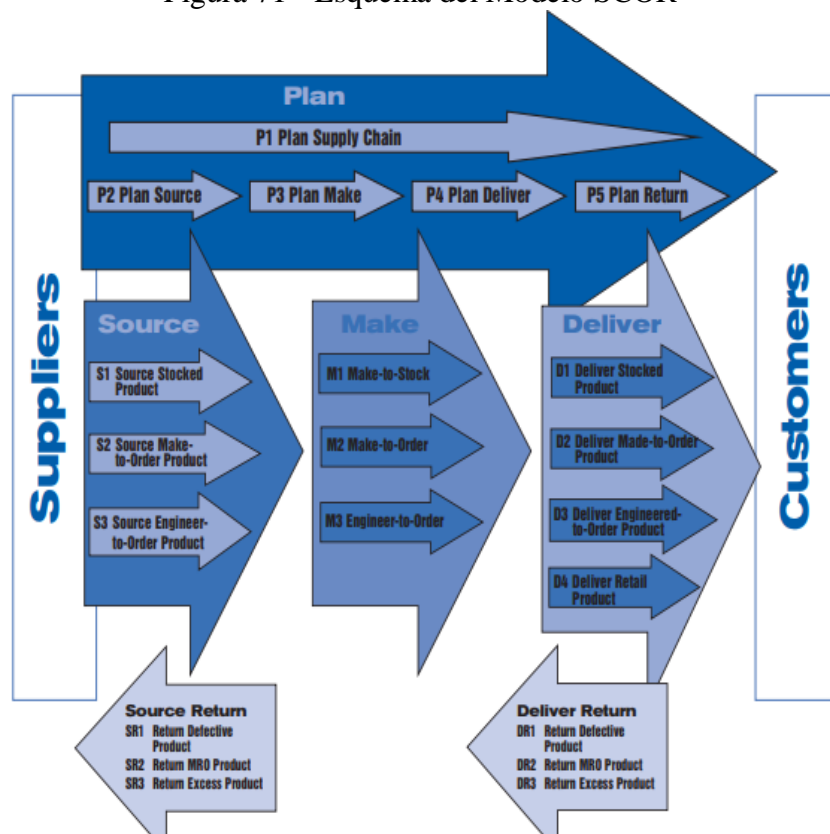 Figura 71 - Esquema del Modelo SCOR
Plan
P1 Plan Supply Chain
P2 Plan Source
P3 Plan Make
P4 Plan Deliver
P5 Plan Return
Suppliers
Source
S1 Source Stocked
Product
S2 Source Make-
to-Order Product
S3 Source Engineer-
to-Order Product
Make
M1 Make-to-Stock
M2 Make-to-Order
M3 Engineer-to-Order
Deliver
D1 Deliver Stocked
Product
D2 Deliver Made-to-Order
Product
D3 Deliver Engineered-
to-Order Product
D4 Deliver Retail
Product
Customers
Source Return
SR1 Return Defective
Product
SR2 Return MRO Product
SR3 Return Excess Product
Deliver Return
DR1 Return Defective
Product
DR2 Return MRO Product
DR3 Return Excess Product